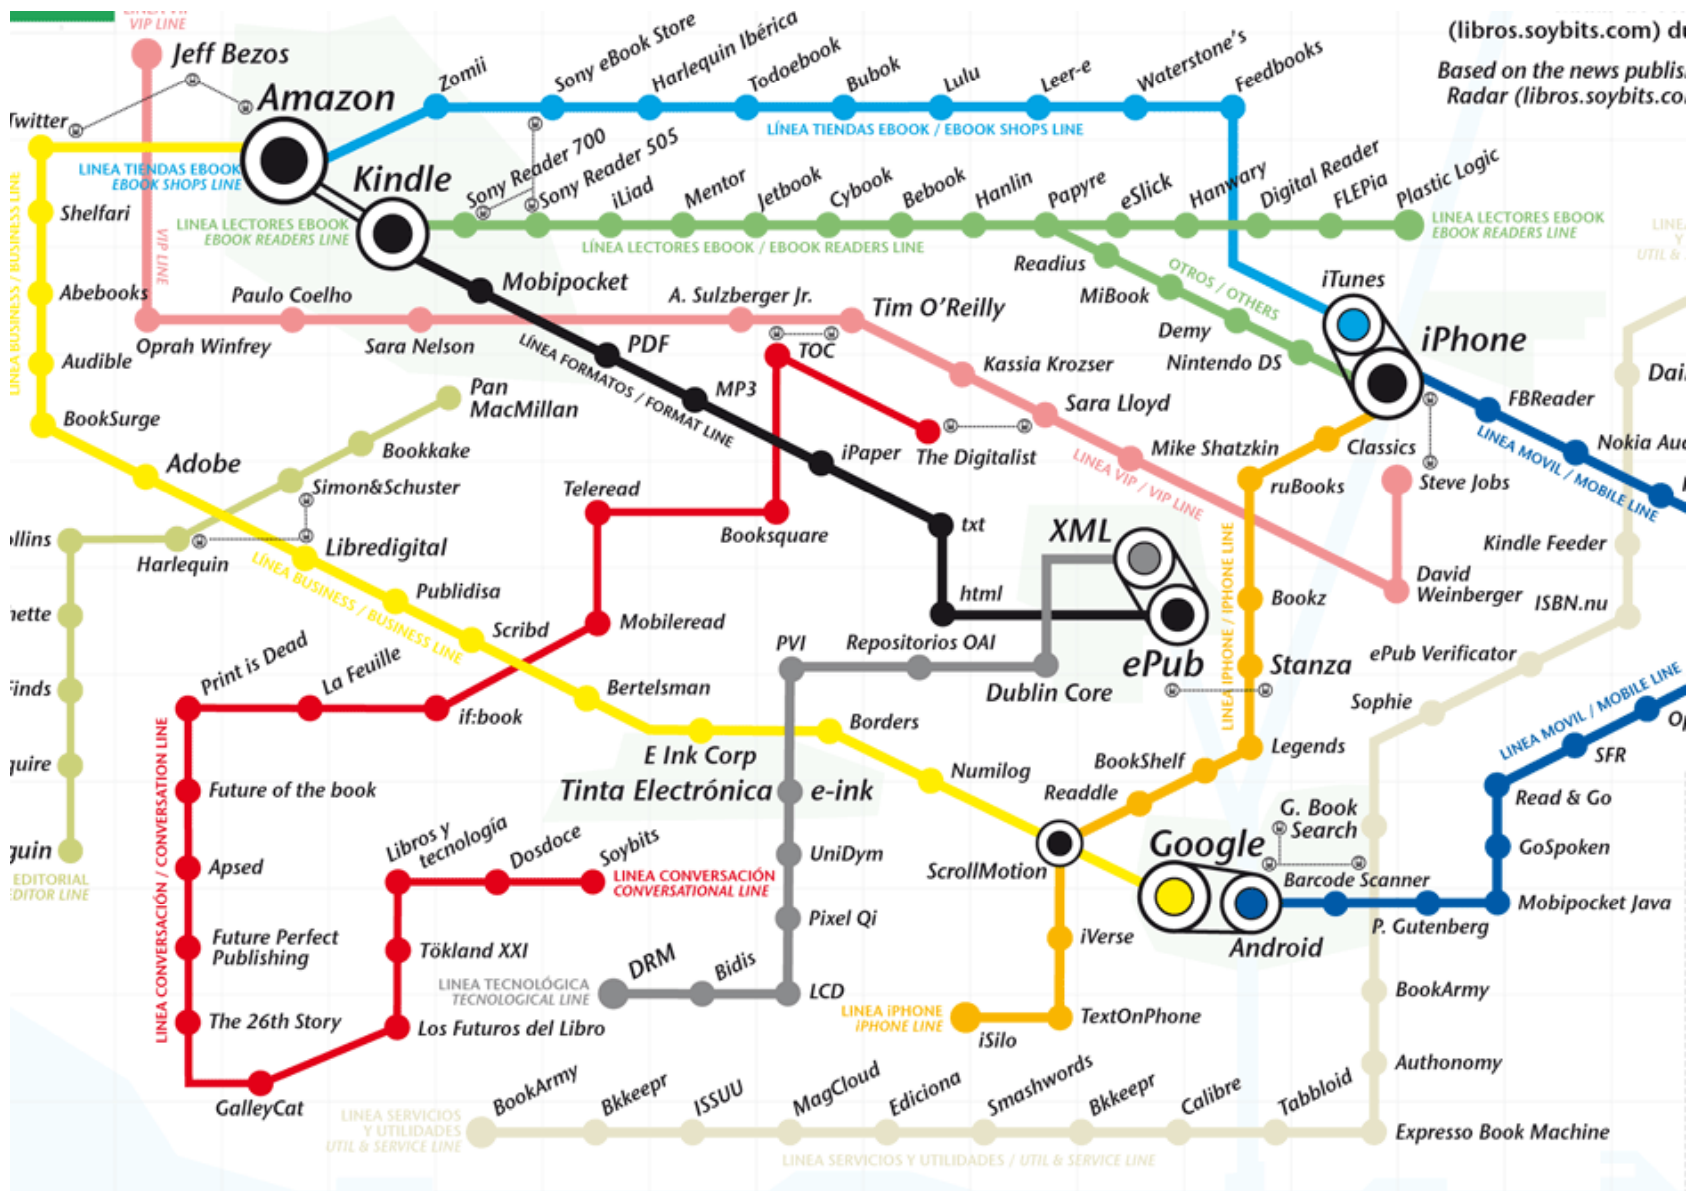 VIP LINE
Jeff Bezos
Amazon
Twitter
LINEA TIENDAS EBOOK
EBOOK SHOPS LINE
Zomii
Sony eBook Store
Harlequin Ibérica
Todoebook
Bubok
Lulu
Leer-e
Waterstone's
Feedbooks
LÍNEA TIENDAS EBOOK / EBOOK SHOPS LINE
(libros.soybits.com) du
Based on the news publis
Radar (libros.soybits.co
Kindle
Sony Reader 700
Sony Reader 505
iLiad
Mentor
Jetbook
Cybook
Bebook
Hanlin
Papyre
eSlick
Hanwary
Digital Reader
FLEPia
Plastic Logic
LINEA LECTORES EBOOK
EBOOK READERS LINE
LÍNEA LECTORES EBOOK / EBOOK READERS LINE
LINEA LECTORES EBOOK
EBOOK READERS LINE
LINE
Y
UTIL &
LINEA BUSINESS / BUSINESS LINE
Shelfari
Abebooks
Audible
BookSurge
VIP LINE
Paulo Coelho
Oprah Winfrey
Sara Nelson
A. Sulzberger Jr.
Tim O'Reilly
Mobipocket
PDF
MP3
LÍNEA FORMATOS / FORMAT LINE
TOC
Readius
MiBook
Demy
Nintendo DS
OTROS / OTHERS
iTunes
iPhone
Kassia Krozser
Sara Lloyd
Mike Shatzkin
LINEA VIP / VIP LINE
Classics
Steve Jobs
FBReader
Nokia Aud
LINEA MOVIL / MOBILE LINE
Dai
Pan
MacMillan
Bookkake
Simon&Schuster
Adobe
Harlequin
ollins
Libredigital
LÍNEA BUSINESS / BUSINESS LINE
Publidisa
Scribd
Bertelsman
iPaper
The Digitalist
Teleread
Booksquare
txt
html
XML
ePub
ruBooks
LINEA IPHONE / IPHONE LINE
Bookz
Stanza
Legends
David
Weinberger
Kindle Feeder
ISBN.nu
ePub Verificator
Sophie
nette
Finds
guire
guin
EDITORIAL
EDITOR LINE
Print is Dead
La Feuille
if:book
Mobileread
LINEA CONVERSACIÓN / CONVERSATION LINE
Future of the book
Apsed
Future Perfect
Publishing
The 26th Story
GalleyCat
Los Futuros del Libro
Tökland XXI
Libros y
tecnología
Dosdoce
Soybits
LINEA CONVERSACIÓN
CONVERSATIONAL LINE
PVI
Repositorios OAI
Dublin Core
E Ink Corp
Borders
Tinta Electrónica
e-ink
Numilog
UniDym
Pixel Qi
LCD
Bidis
DRM
LINEA TECNOLÓGICA
TECNOLOGICAL LINE
BookShelf
Readdle
ScrollMotion
Google
Android
iVerse
TextOnPhone
iSilo
LINEA iPHONE
iPHONE LINE
G. Book
Search
Barcode Scanner
P. Gutenberg
Mobipocket Java
GoSpoken
Read & Go
SFR
Op
LINEA MOVIL / MOBILE LINE
BookArmy
Authonomy
Expresso Book Machine
LINEA SERVICIOS
Y UTILIDADES
UTIL & SERVICE LINE
BookArmy
Bkkeepr
ISSUU
MagCloud
Ediciona
Smashwords
Bkkeepr
Calibre
Tabbloid
LINEA SERVICIOS Y UTILIDADES / UTIL & SERVICE LINE